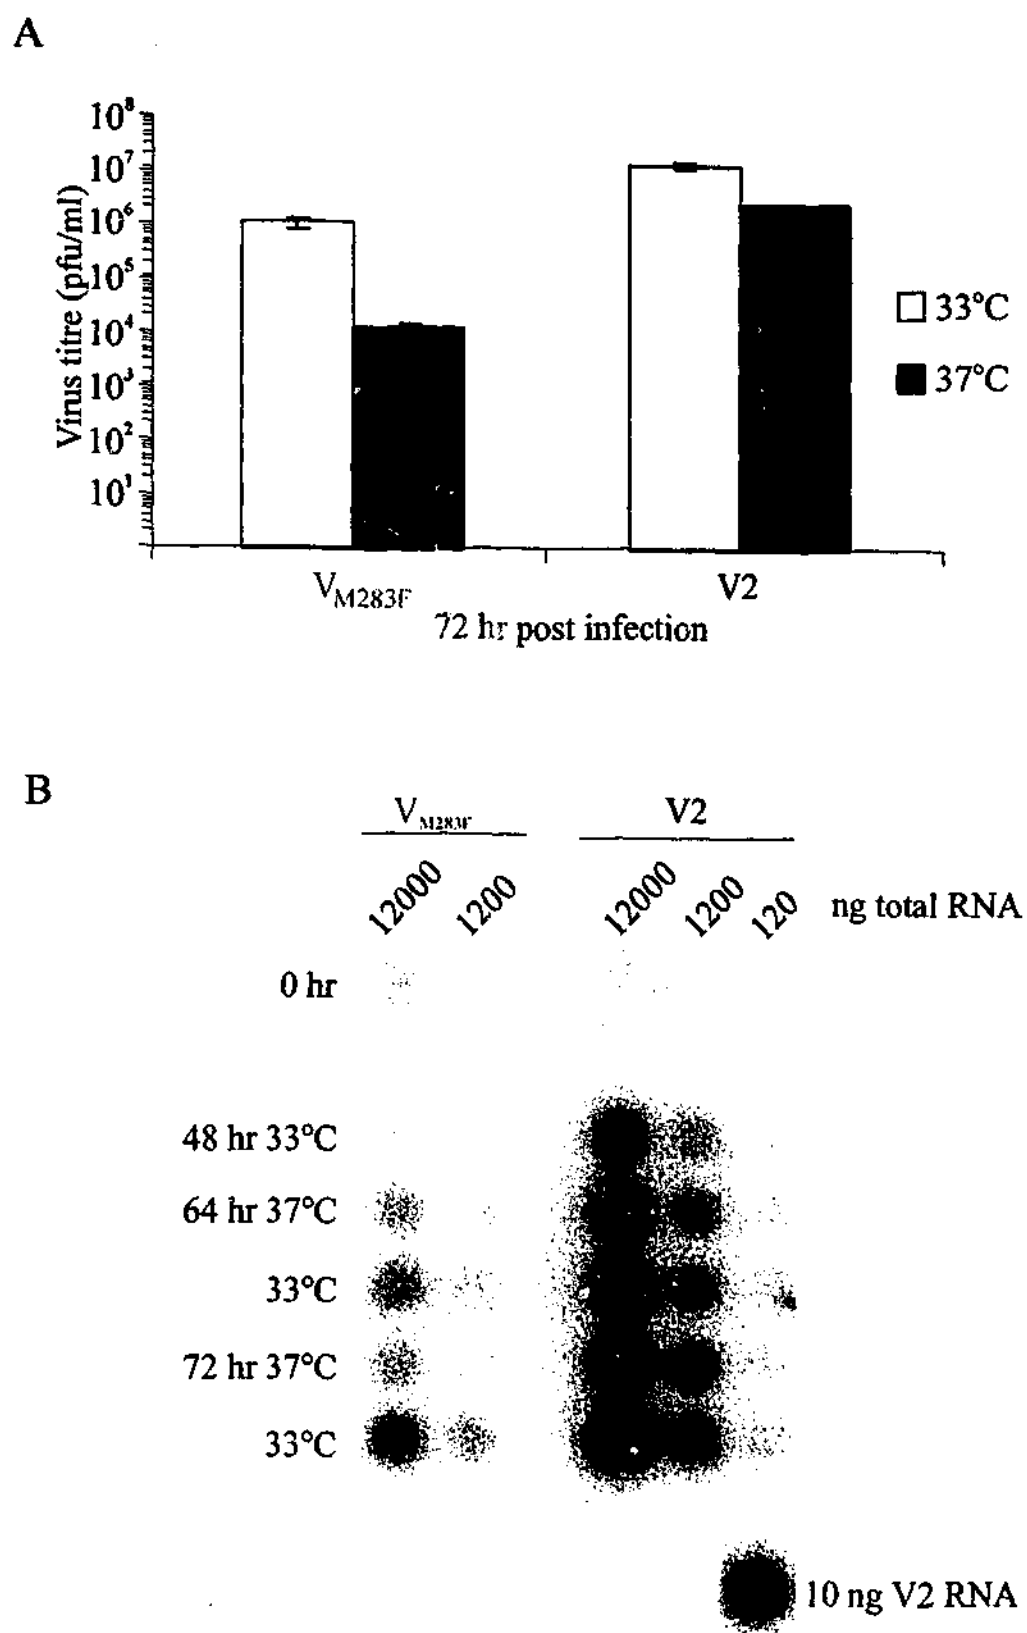 A
10⁸
10⁷
10⁶
10⁵
10⁴
10³
10²
10¹
Virus titre (pfu/ml)
33°C
37°C
V_M283F V2
72 hr post infection
B
V_M283F V2
12000 1200 12000 1200 120 ng total RNA
0 hr
48 hr 33°C
64 hr 37°C
33°C
72 hr 37°C
33°C
10 ng V2 RNA